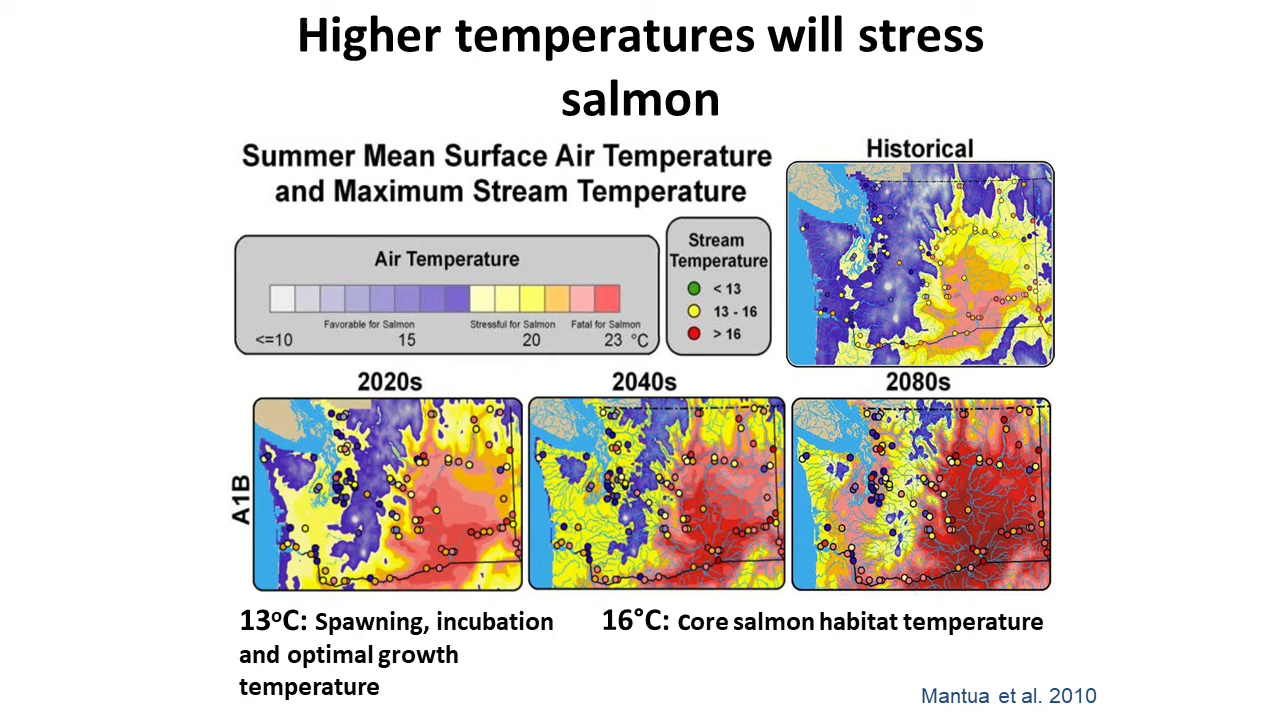 Higher temperatures will stress
salmon
Summer Mean Surface Air Temperature
and Maximum Stream Temperature
Historical
Air Temperature
Favorable for Salmon Stressful for Salmon Fatal for Salmon
<=10 15 20 23 °C
Stream
Temperature
< 13
13 - 16
> 16
2020s 2040s 2080s
A1B
13ºC: Spawning, incubation
and optimal growth
temperature
16°C: core salmon habitat temperature
Mantua et al. 2010